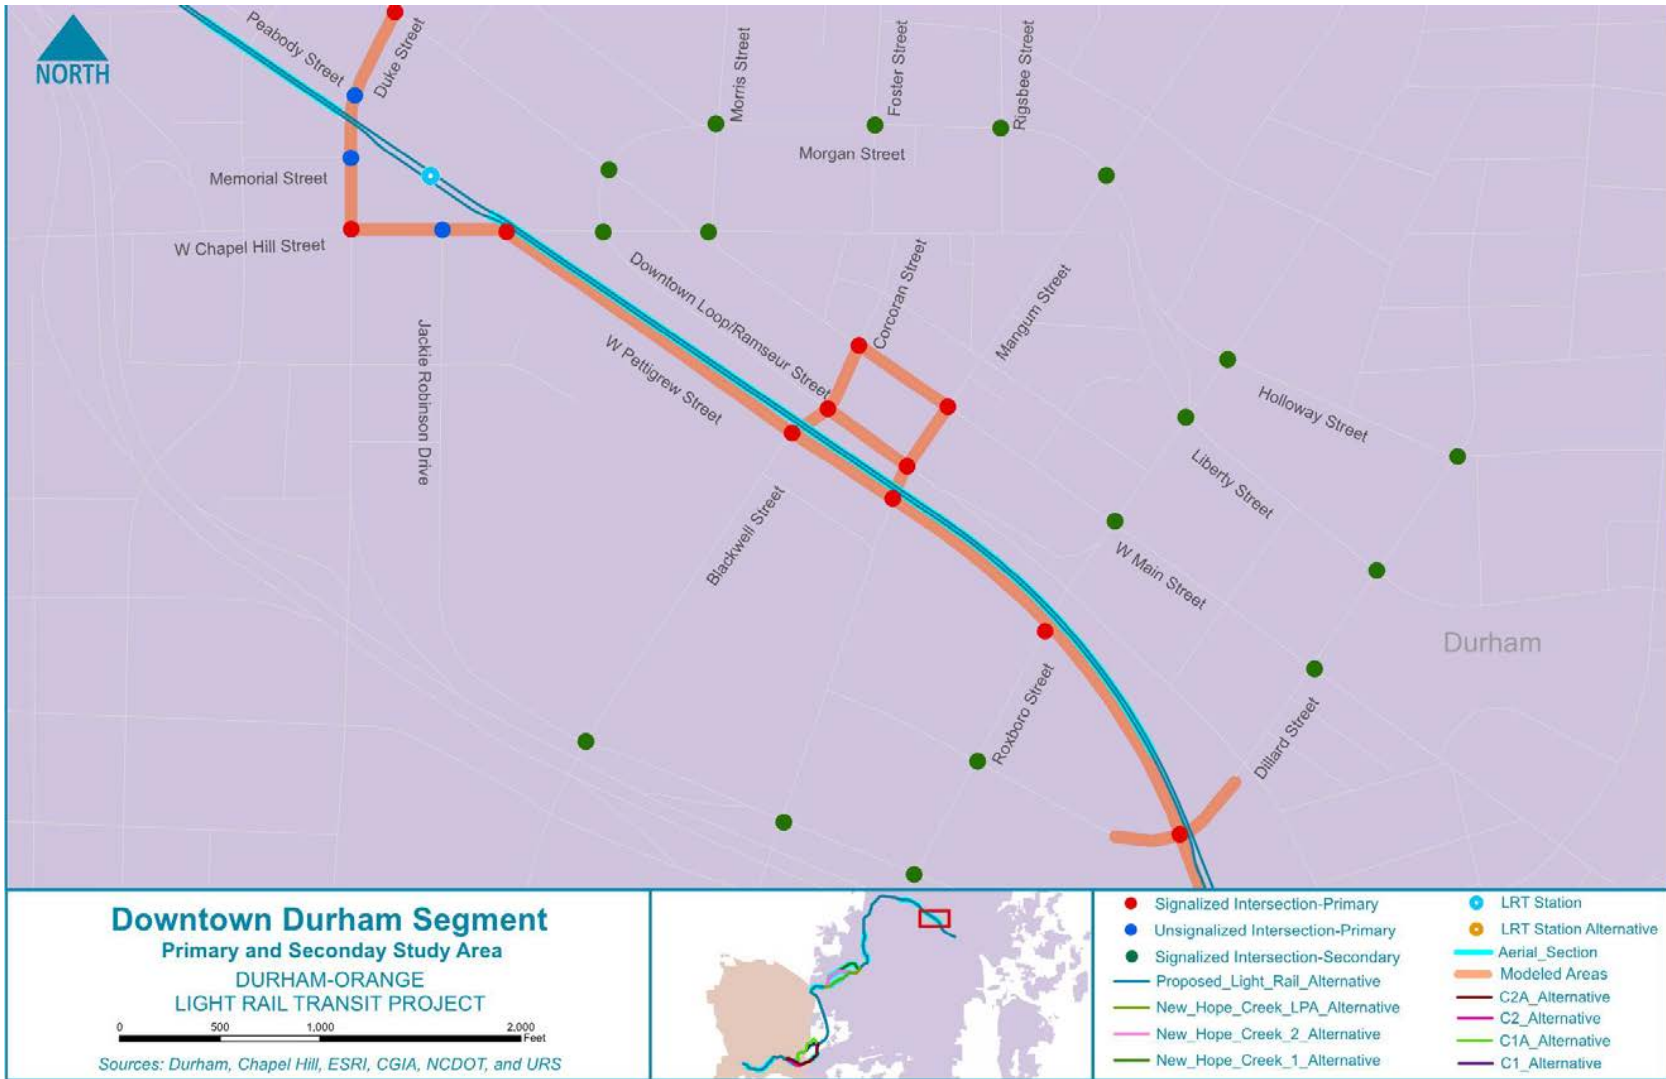 NORTH
Peabody Street
Duke Street
Morris Street
Foster Street
Rigsbee Street
Morgan Street
Memorial Street
W Chapel Hill Street
Downtown Loop/Ramseur Street
Corcoran Street
Mangum Street
Jackie Robinson Drive
W Pettigrew Street
Holloway Street
Liberty Street
Blackwell Street
W Main Street
Durham
Roxboro Street
Dillard Street
Downtown Durham Segment
Primary and Seconday Study Area
DURHAM-ORANGE
LIGHT RAIL TRANSIT PROJECT
0 500 1,000 2,000
Feet
Sources: Durham, Chapel Hill, ESRI, CGIA, NCDOT, and URS
Signalized Intersection-Primary
Unsignalized Intersection-Primary
Signalized Intersection-Secondary
Proposed_Light_Rail_Alternative
New_Hope_Creek_LPA_Alternative
New_Hope_Creek_2_Alternative
New_Hope_Creek_1_Alternative
LRT Station
LRT Station Alternative
Aerial_Section
Modeled Areas
C2A_Alternative
C2_Alternative
C1A_Alternative
C1_Alternative